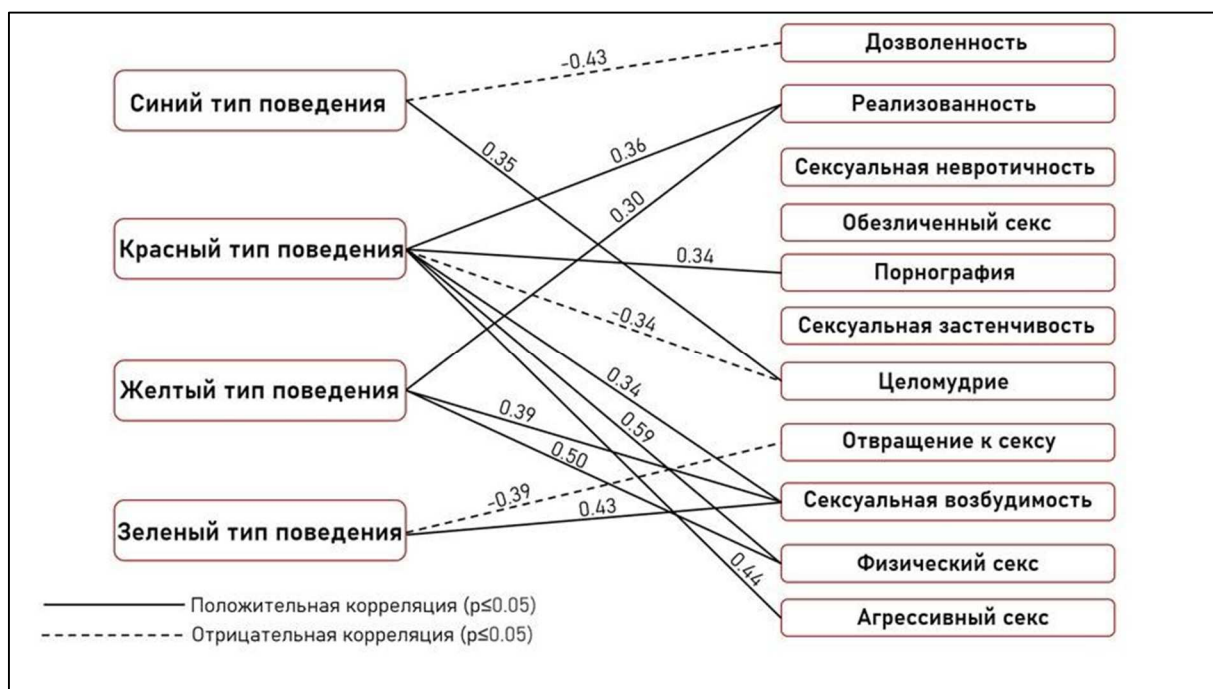 Дозволенность
-0.43
Синий тип поведения
Реализованность
0.35
0.36
Сексуальная невротичность
0.30
Обезличенный секс
Красный тип поведения
0.34
Порнография
-0.34
Сексуальная застенчивость
Желтый тип поведения
0.34
Целомудрие
0.39
0.59
Отвращение к сексу
0.50
-0.39
Сексуальная возбудимость
0.43
Зеленый тип поведения
Физический секс
0.44
Положительная корреляция (p≤0.05)
Агрессивный секс
Отрицательная корреляция (p≤0.05)